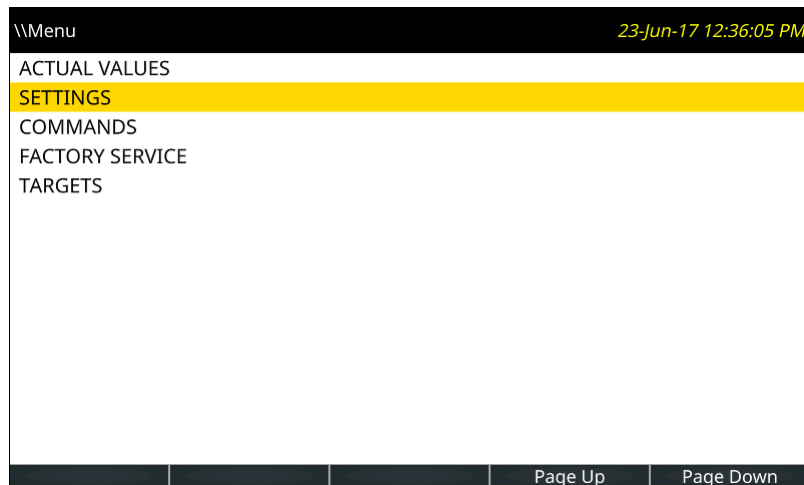 \\Menu 23-Jun-17 12:36:05 PM
ACTUAL VALUES
SETTINGS
COMMANDS
FACTORY SERVICE
TARGETS
Page Up Page Down